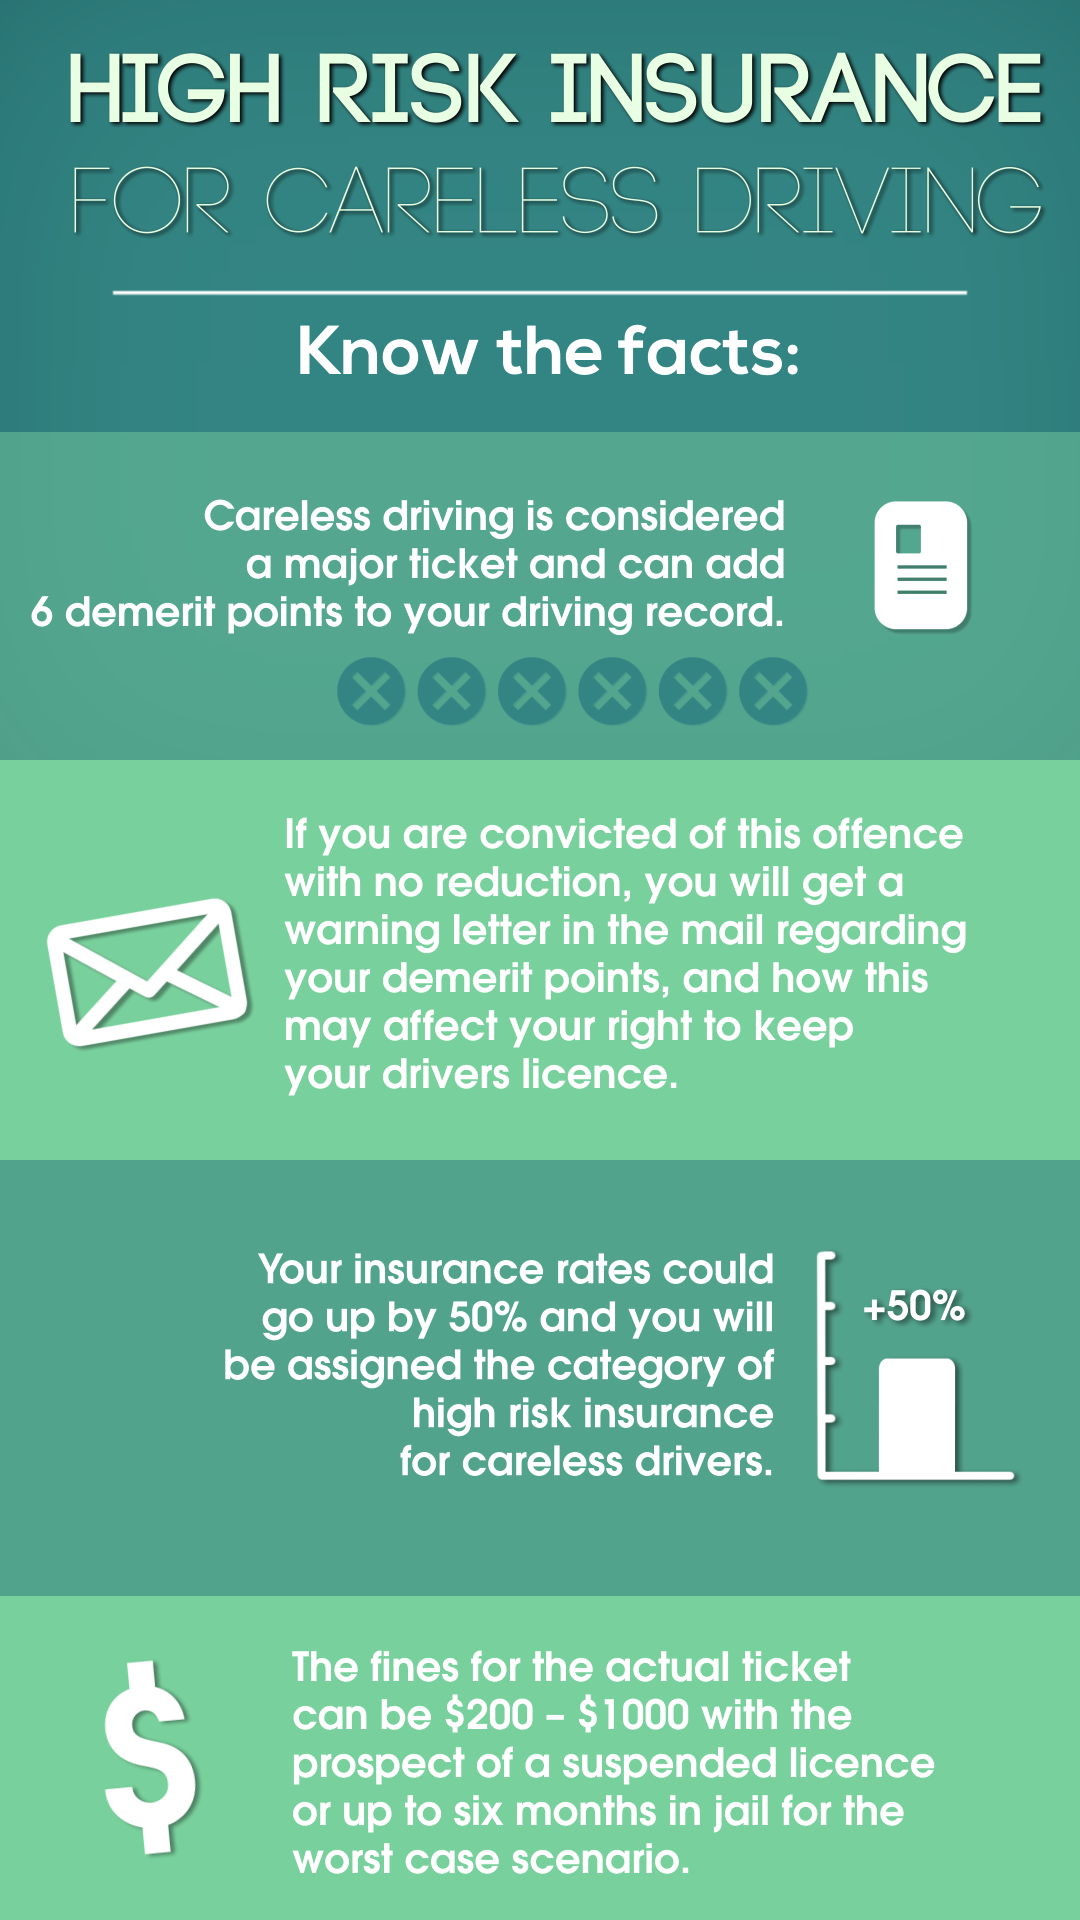 HIGH RISK INSURANCE
FOR CARELESS DRIVING
Know the facts:
Careless driving is considered
a major ticket and can add
6 demerit points to your driving record.
If you are convicted of this offence
with no reduction, you will get a
warning letter in the mail regarding
your demerit points, and how this
may affect your right to keep
your drivers licence.
Your insurance rates could
go up by 50% and you will
be assigned the category of
high risk insurance
for careless drivers.
+50%
The fines for the actual ticket
can be $200 – $1000 with the
prospect of a suspended licence
or up to six months in jail for the
worst case scenario.